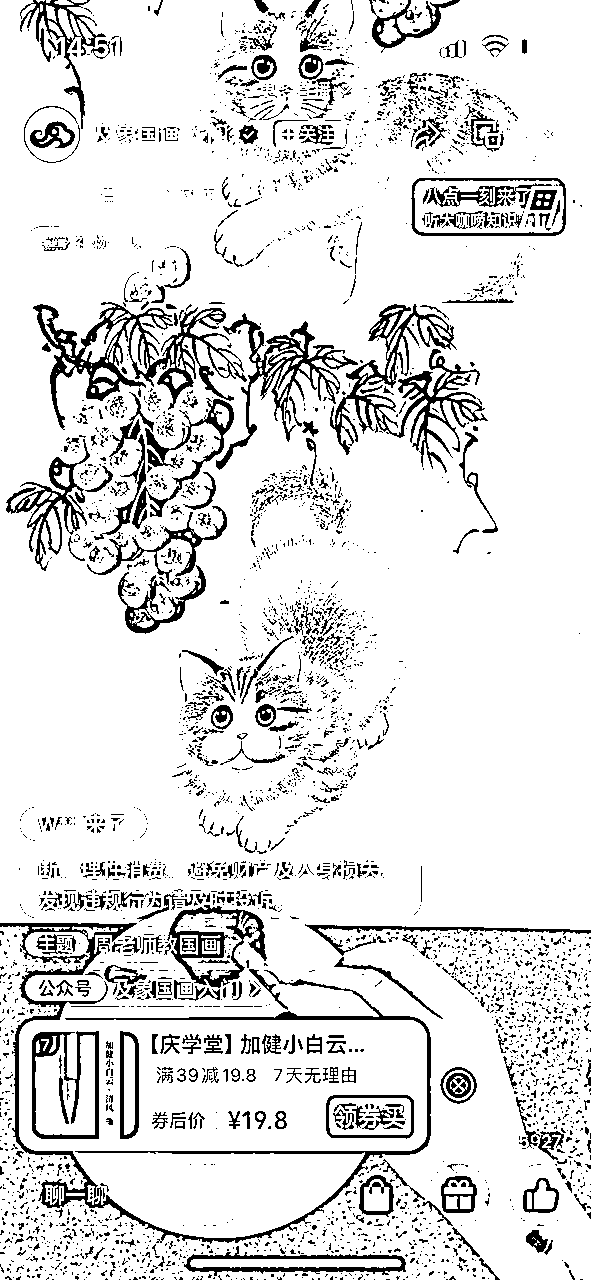 14:51
及象国画
+关注
八点一刻来了
听大咖唠知识
来了
断、理性消费、避免财产及人身损失。
发现违规行为请及时投诉。
主题 周老师教国画
公众号 及象国画入门 >
【庆学堂】加健小白云...
满39减19.8 7天无理由
券后价 ¥19.8
领券买
5927
聊一聊